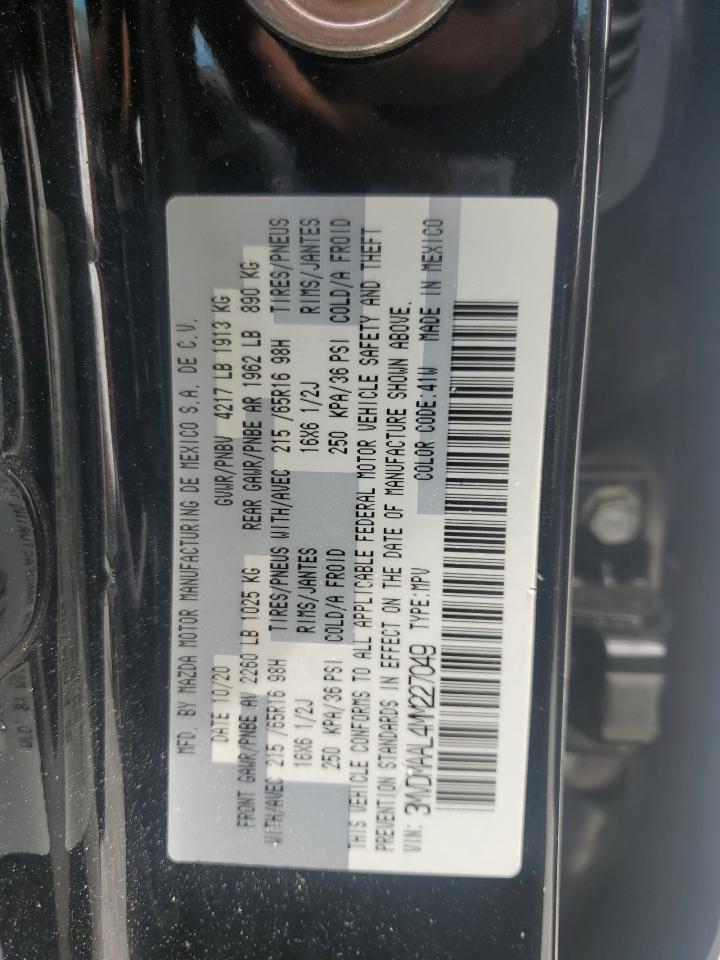 MFD. BY MAZDA MOTOR MANUFACTURING DE MEXICO S.A. DE C.V.
DATE 10/20 GVWR/PNBV 4217 LB 1913 KG
FRONT GAWR/PNBE AV 2260 LB 1025 KG REAR GAWR/PNBE AR 1962 LB 890 KG
WITH/AVEC 215 /65R16 98H TIRES/PNEUS WITH/AVEC 215 /65R16 98H TIRES/PNEUS
16X6 1/2J RIMS/JANTES 16X6 1/2J RIMS/JANTES
250 KPA/36 PSI COLD/A FROID 250 KPA/36 PSI COLD/A FROID
THIS VEHICLE CONFORMS TO ALL APPLICABLE FEDERAL MOTOR VEHICLE SAFETY AND THEFT
PREVENTION STANDARDS IN EFFECT ON THE DATE OF MANUFACTURE SHOWN ABOVE.
VIN: 3MVDMAAL4MM227049 TYPE:MPV COLOR CODE:41W MADE IN MEXICO